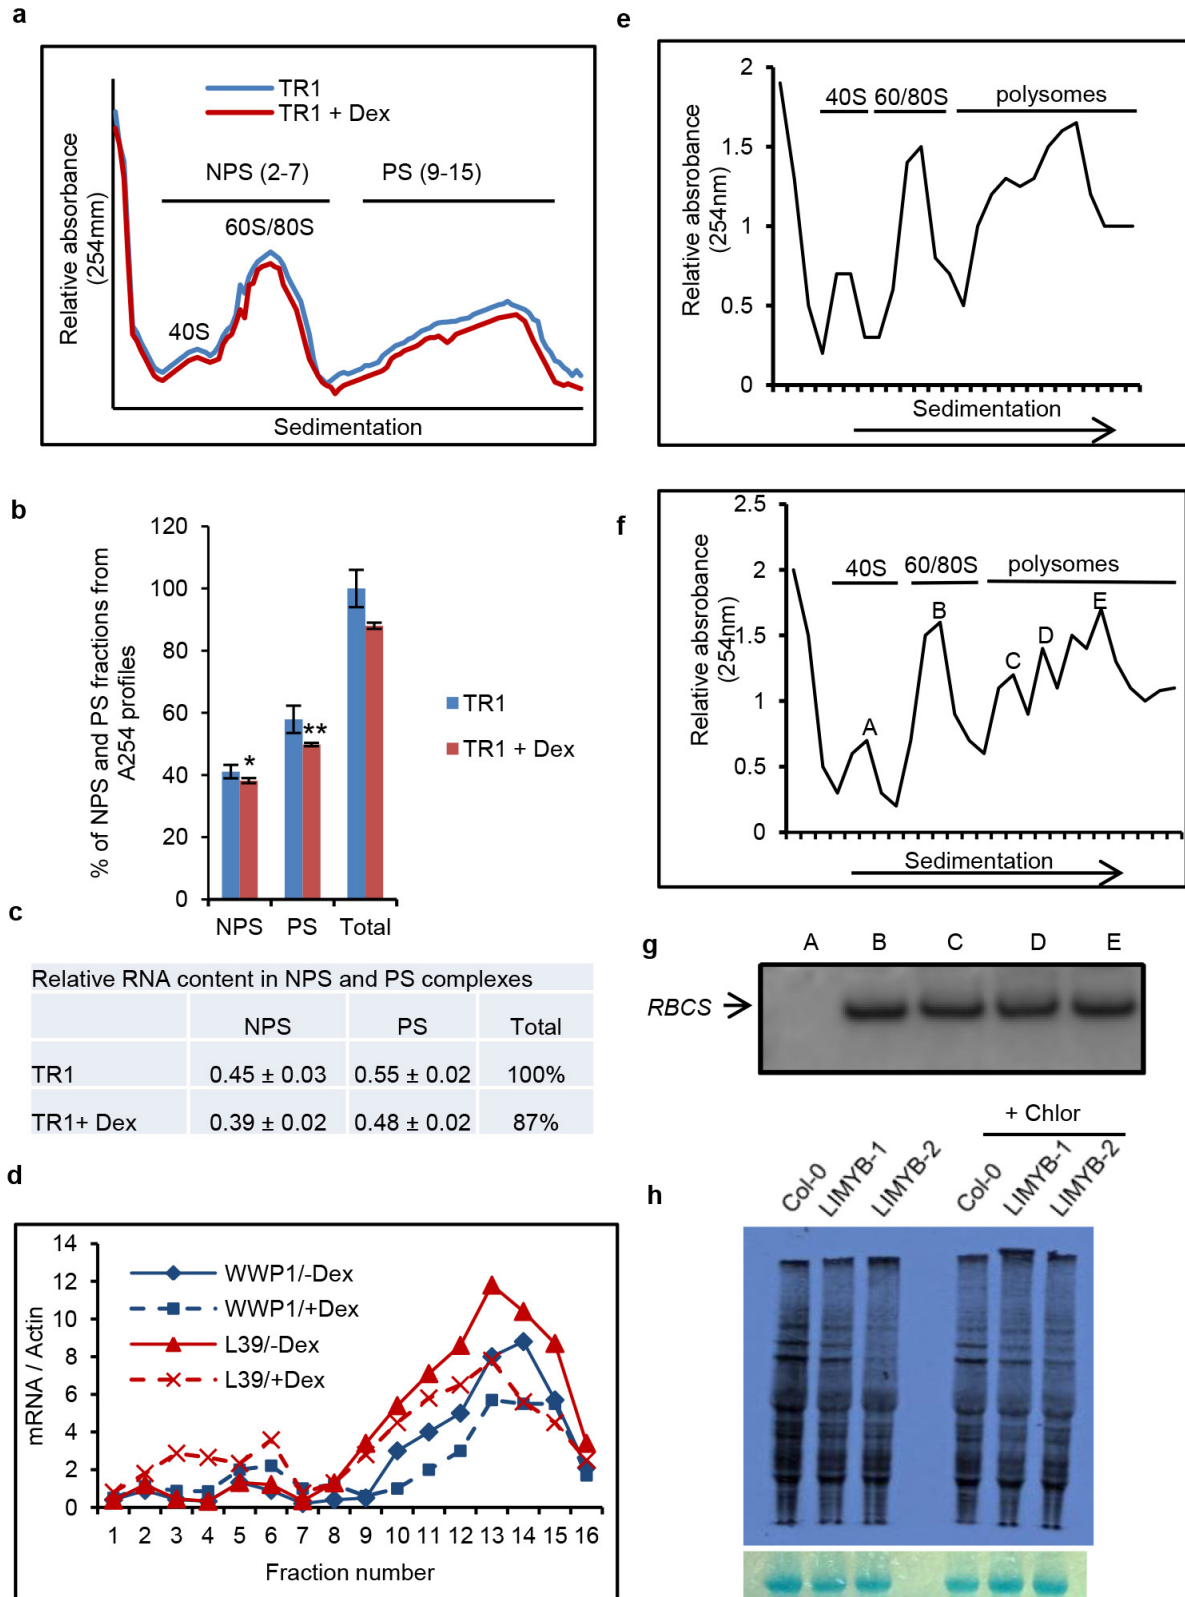 a
TR1
TR1 + Dex
NPS (2-7)
PS (9-15)
60S/80S
40S
Relative absorbance
(254mm)
Sedimentation
b
120
100
80
60
40
20
0
% of NPS and PS fractions from
A254 profiles
*
**
TR1
TR1 + Dex
NPS
PS
Total
c
Relative RNA content in NPS and PS complexes
NPS PS Total
TR1 0.45 ± 0.03 0.55 ± 0.02 100%
TR1+ Dex 0.39 ± 0.02 0.48 ± 0.02 87%
d
14
12
10
8
6
4
2
0
mRNA / Actin
WWP1/-Dex
WWP1/+Dex
L39/-Dex
L39/+Dex
1 2 3 4 5 6 7 8 9 10 11 12 13 14 15 16
Fraction number
e
2
1.5
1
0.5
0
Relative absrobance
(254nm)
40S
60/80S
polysomes
Sedimentation
f
2.5
2
1.5
1
0.5
0
Relative absrobance
(254nm)
40S
60/80S
polysomes
A
B
C
D
E
Sedimentation
g
A B C D E
RBCS
h
+ Chlor
Col-0
LIMYB-1
LIMYB-2
Col-0
LIMYB-1
LIMYB-2